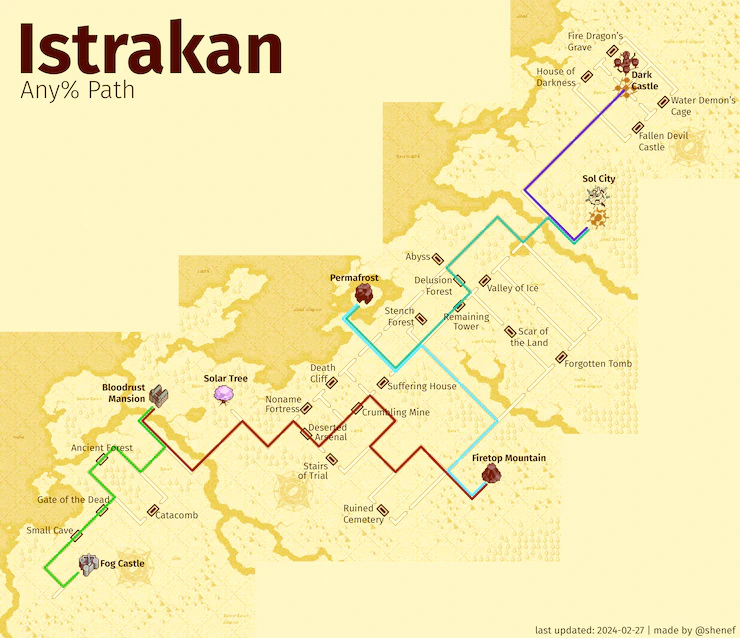 Istrakan
Any% Path
Fire Dragon's
Grave
House of
Darkness
Dark
Castle
Water Demon's
Cage
Fallen Devil
Castle
Sol City
Abyss
Permafrost
Delusion
Forest
Valley of Ice
Stench
Forest
Remaining
Tower
Scar of
the Land
Forgotten Tomb
Death
Cliff
Suffering House
Solar Tree
Bloodrust
Mansion
Noname
Fortress
Crumbling Mine
Deserted
Arsenal
Ancient Forest
Stairs
of Trial
Firetop Mountain
Gate of the Dead
Catacomb
Ruined
Cemetery
Small Cave
Fog Castle
last updated: 2024-02-27 | made by @shenef